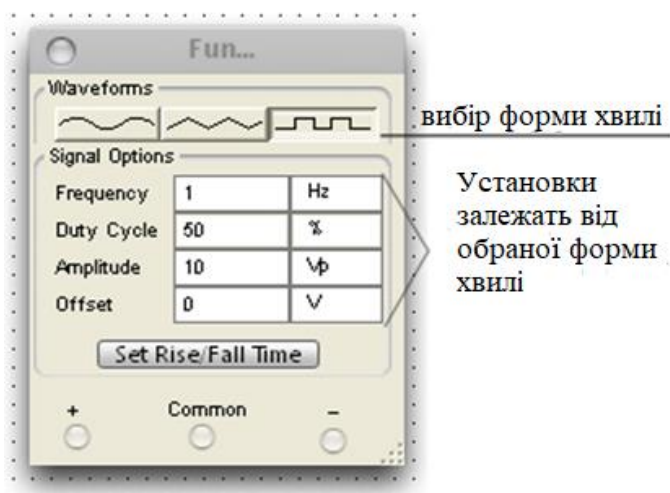 Fun...
Waveforms
вибір форми хвилі
Signal Options
Frequency 1 Hz
Duty Cycle 50 %
Amplitude 10 Vp
Offset 0 V
Установки
залежать від
обраної форми
хвилі
Set Rise/Fall Time
+ Common -